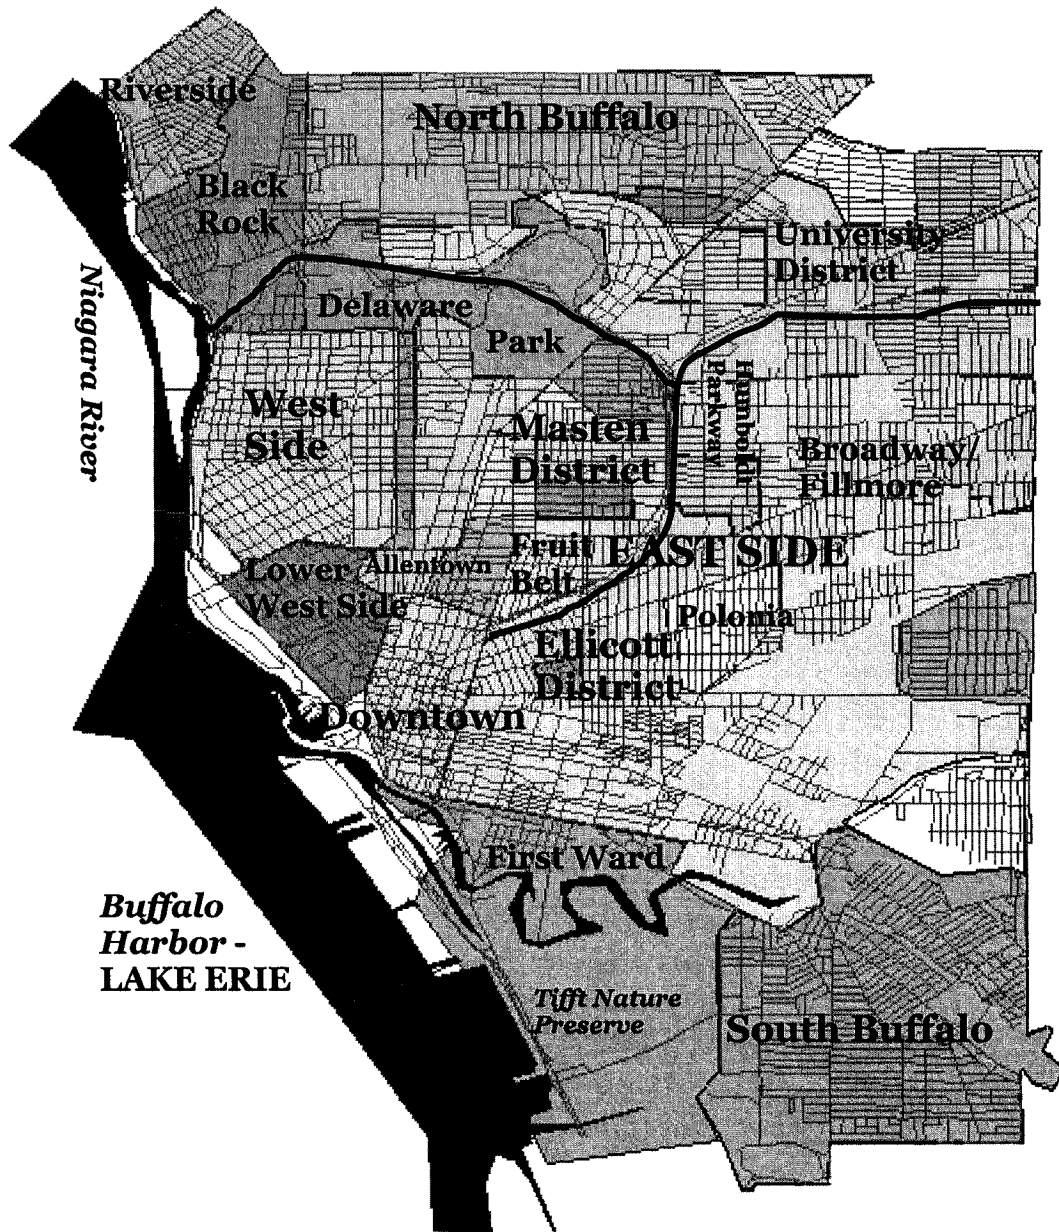 Riverside
North Buffalo
Black
Rock
University
District
Niagara River
Delaware
Park
Humboldt
Parkway
West
Side
Masten
District
Broadway/
Fillmore
Fruit
Belt
EAST SIDE
Allentown
Lower
West Side
Polonia
Ellicott
District
Downtown
First Ward
Buffalo
Harbor -
LAKE ERIE
Tifft Nature
Preserve
South Buffalo